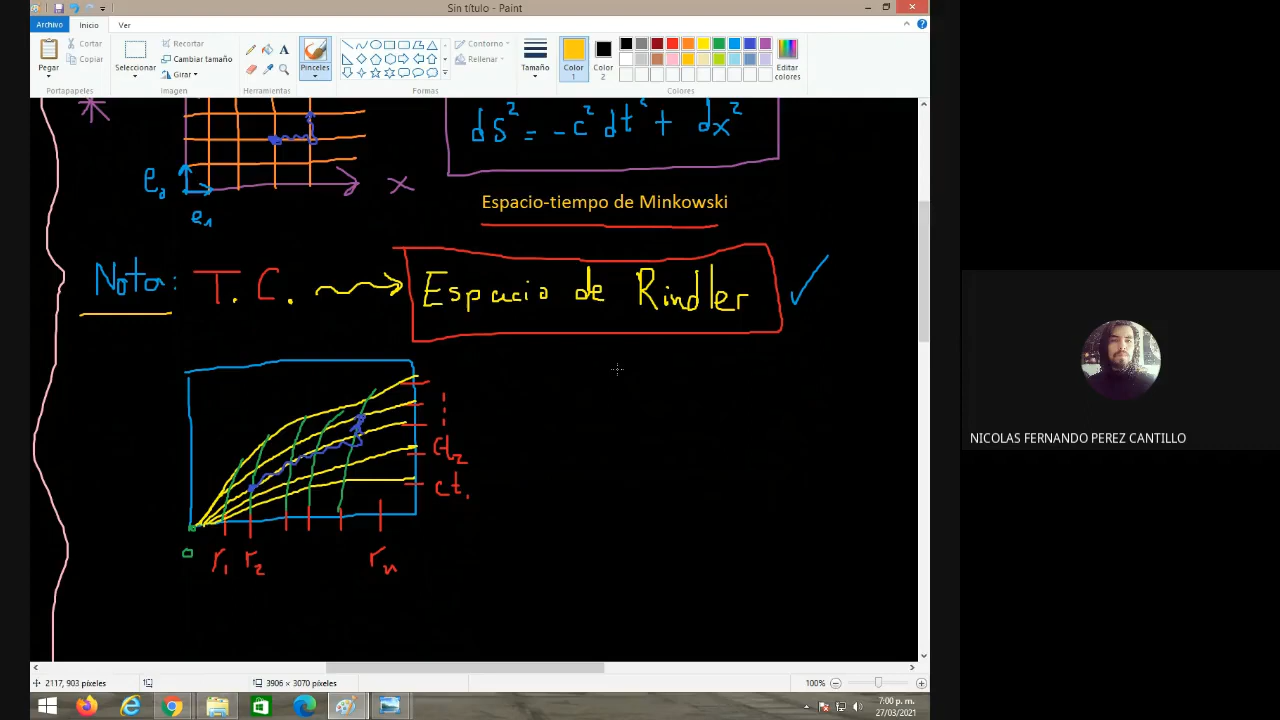 Sin título - Paint
Archivo Inicio Ver
Pegar
Cortar
Copiar
Seleccionar
Recortar
Cambiar tamaño
Girar
A
Pinceles
Contorno
Rellenar
Tamaño
Color 1
Color 2
Editar colores
Portapapeles Imagen Herramientas Formas Colores
dS² = -c² dt² + dx²
e₀
x
e₁
Espacio-tiempo de Minkowski
Nota: T.C. Espacio de Rindler
ct₂
ct₁
0
r₁ r₂ rₙ
NICOLAS FERNANDO PEREZ CANTILLO
2117, 903 píxeles 3906 × 3070 píxeles 100%
7:00 p. m.
27/03/2021